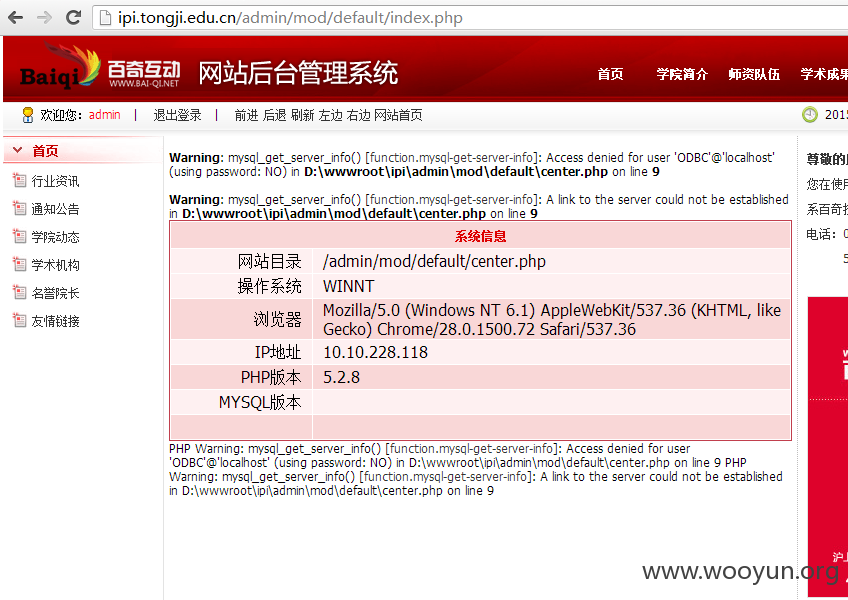 ipi.tongji.edu.cn/admin/mod/default/index.php
Baiqi 百奇互动 WWW.BAI-QI.NET 网站后台管理系统 首页 学院简介 师资队伍 学术成果
欢迎您: admin | 退出登录 | 前进 后退 刷新 左边 右边 网站首页 2015
首页
行业资讯
通知公告
学院动态
学术机构
名誉院长
友情链接
Warning: mysql_get_server_info() [function.mysql-get-server-info]: Access denied for user 'ODBC'@'localhost'
(using password: NO) in D:\wwwroot\ipi\admin\mod\default\center.php on line 9
Warning: mysql_get_server_info() [function.mysql-get-server-info]: A link to the server could not be established
in D:\wwwroot\ipi\admin\mod\default\center.php on line 9
系统信息
网站目录 /admin/mod/default/center.php
操作系统 WINNT
浏览器 Mozilla/5.0 (Windows NT 6.1) AppleWebKit/537.36 (KHTML, like
Gecko) Chrome/28.0.1500.72 Safari/537.36
IP地址 10.10.228.118
PHP版本 5.2.8
MYSQL版本
PHP Warning: mysql_get_server_info() [function.mysql-get-server-info]: Access denied for user
'ODBC'@'localhost' (using password: NO) in D:\wwwroot\ipi\admin\mod\default\center.php on line 9 PHP
Warning: mysql_get_server_info() [function.mysql-get-server-info]: A link to the server could not be established
in D:\wwwroot\ipi\admin\mod\default\center.php on line 9
尊敬的
您在使用
系百奇
电话: 0
5
沪
www.wooyun.org